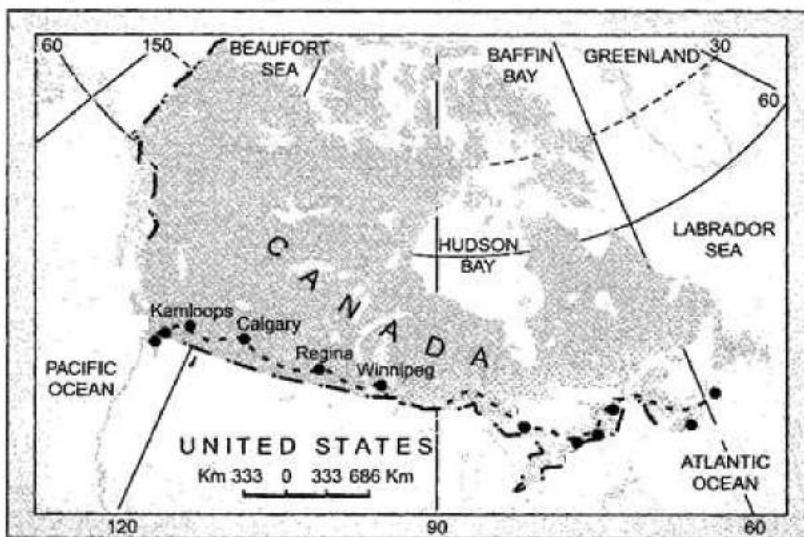 60
150
BEAUFORT
SEA
BAFFIN
BAY
GREENLAND
30
60
LABRADOR
SEA
HUDSON
BAY
CANADA
Kamloops
Calgary
Regina
Winnipeg
PACIFIC
OCEAN
UNITED STATES
Km 333 0 333 686 Km
ATLANTIC
OCEAN
120
90
60